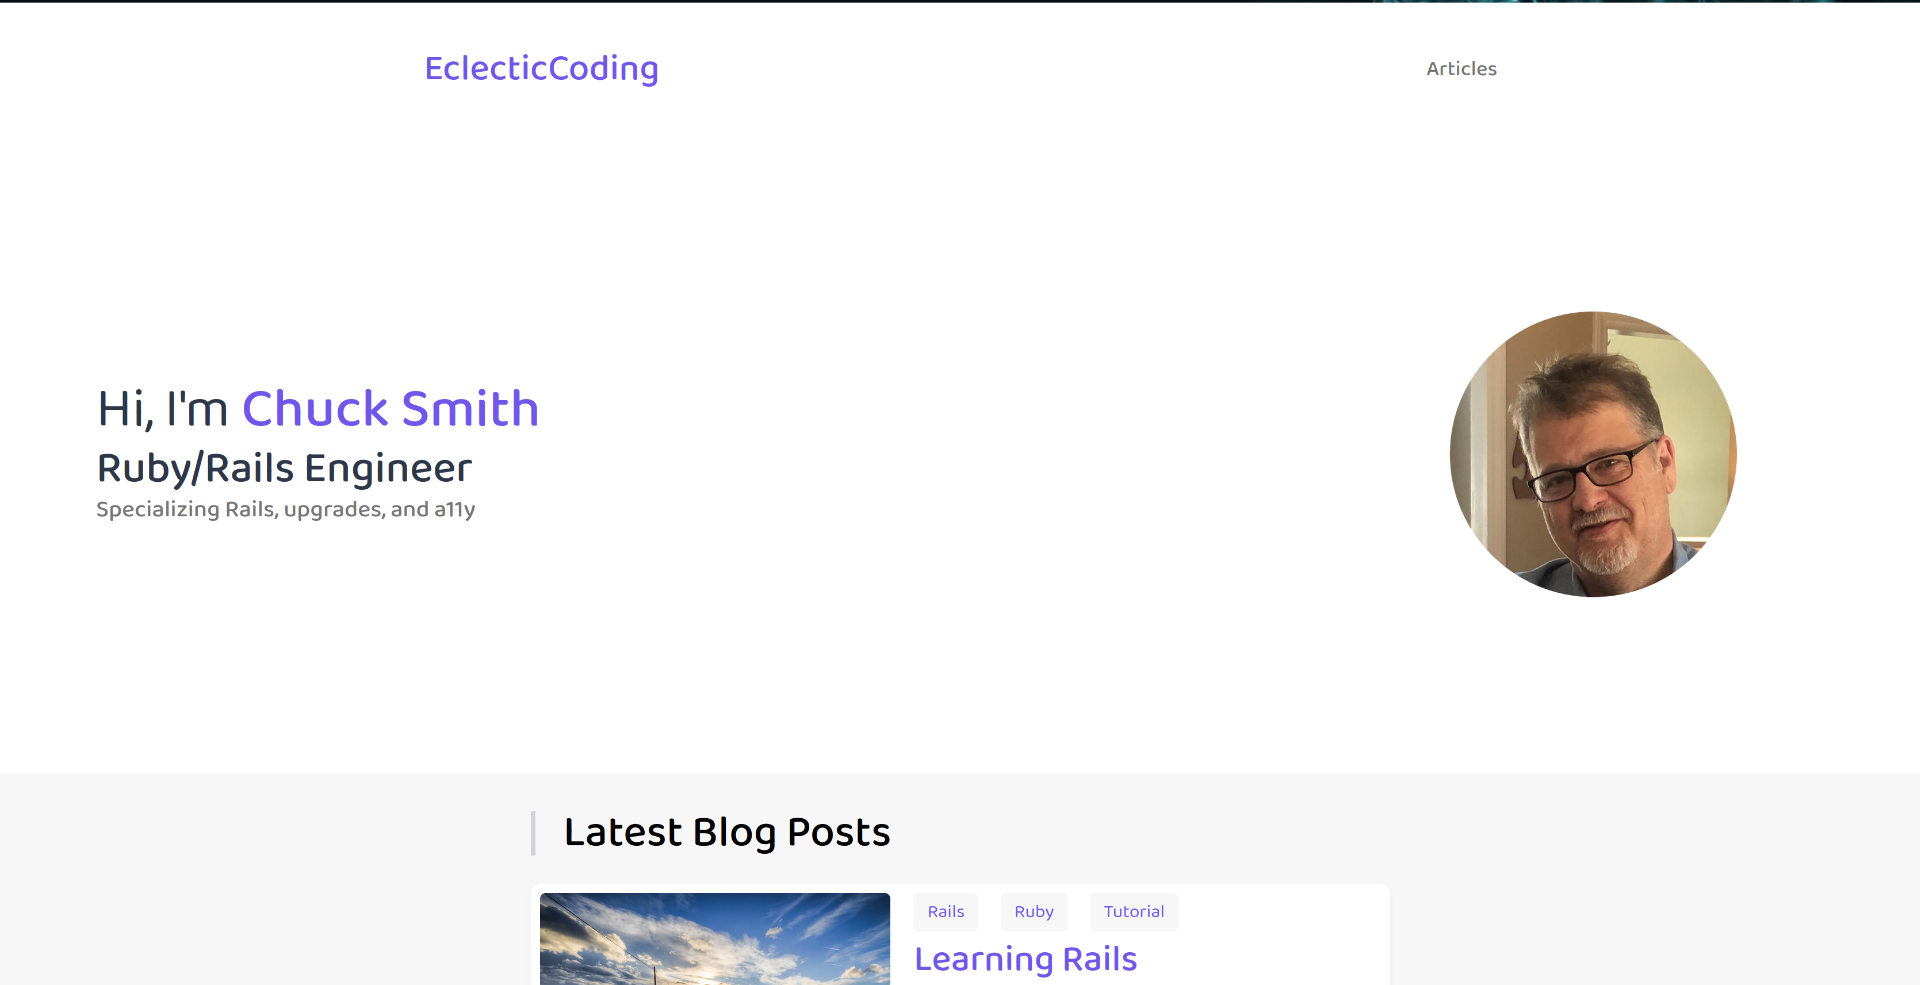 EclecticCoding
Articles
Hi, I'm Chuck Smith
Ruby/Rails Engineer
Specializing Rails, upgrades, and a11y
Latest Blog Posts
Rails
Ruby
Tutorial
Learning Rails